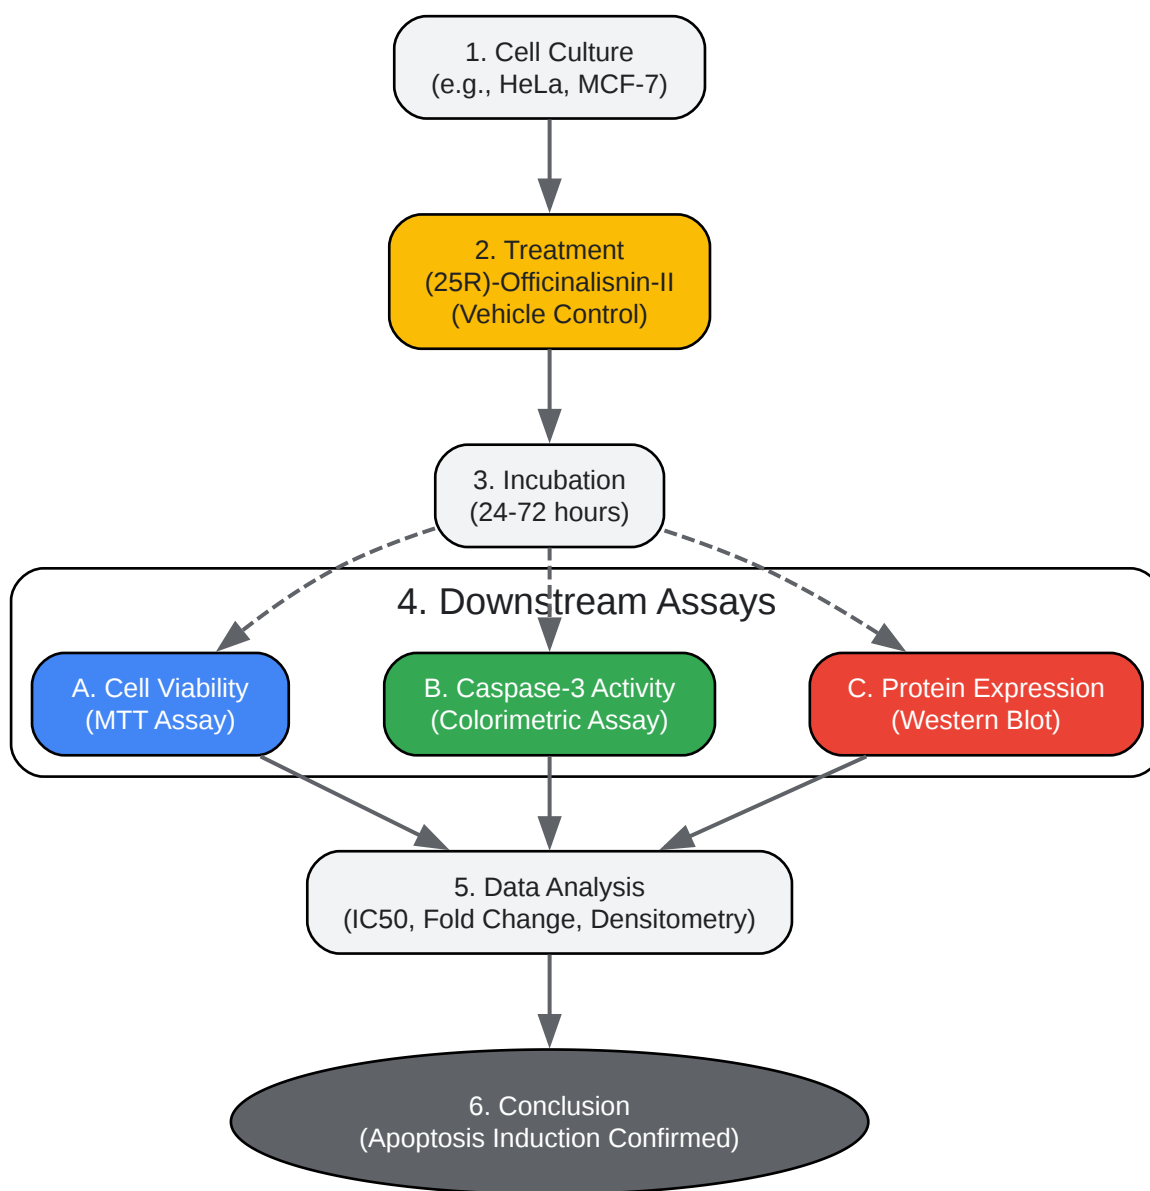 1. Cell Culture
(e.g., HeLa, MCF-7)
2. Treatment
(25R)-Officinalisnin-II
(Vehicle Control)
3. Incubation
(24-72 hours)
4. Downstream Assays
A. Cell Viability
(MTT Assay)
B. Caspase-3 Activity
(Colorimetric Assay)
C. Protein Expression
(Western Blot)
5. Data Analysis
(IC50, Fold Change, Densitometry)
6. Conclusion
(Apoptosis Induction Confirmed)